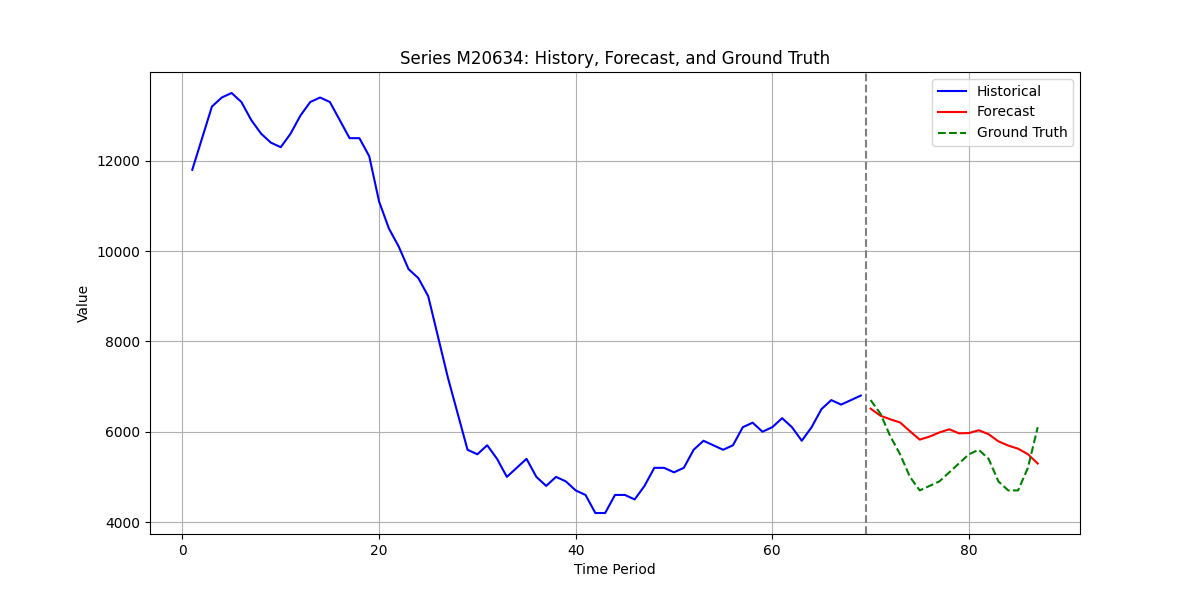 Series M20634: History, Forecast, and Ground Truth
Historical
Forecast
Ground Truth
12000
10000
8000
6000
4000
Value
0 20 40 60 80
Time Period